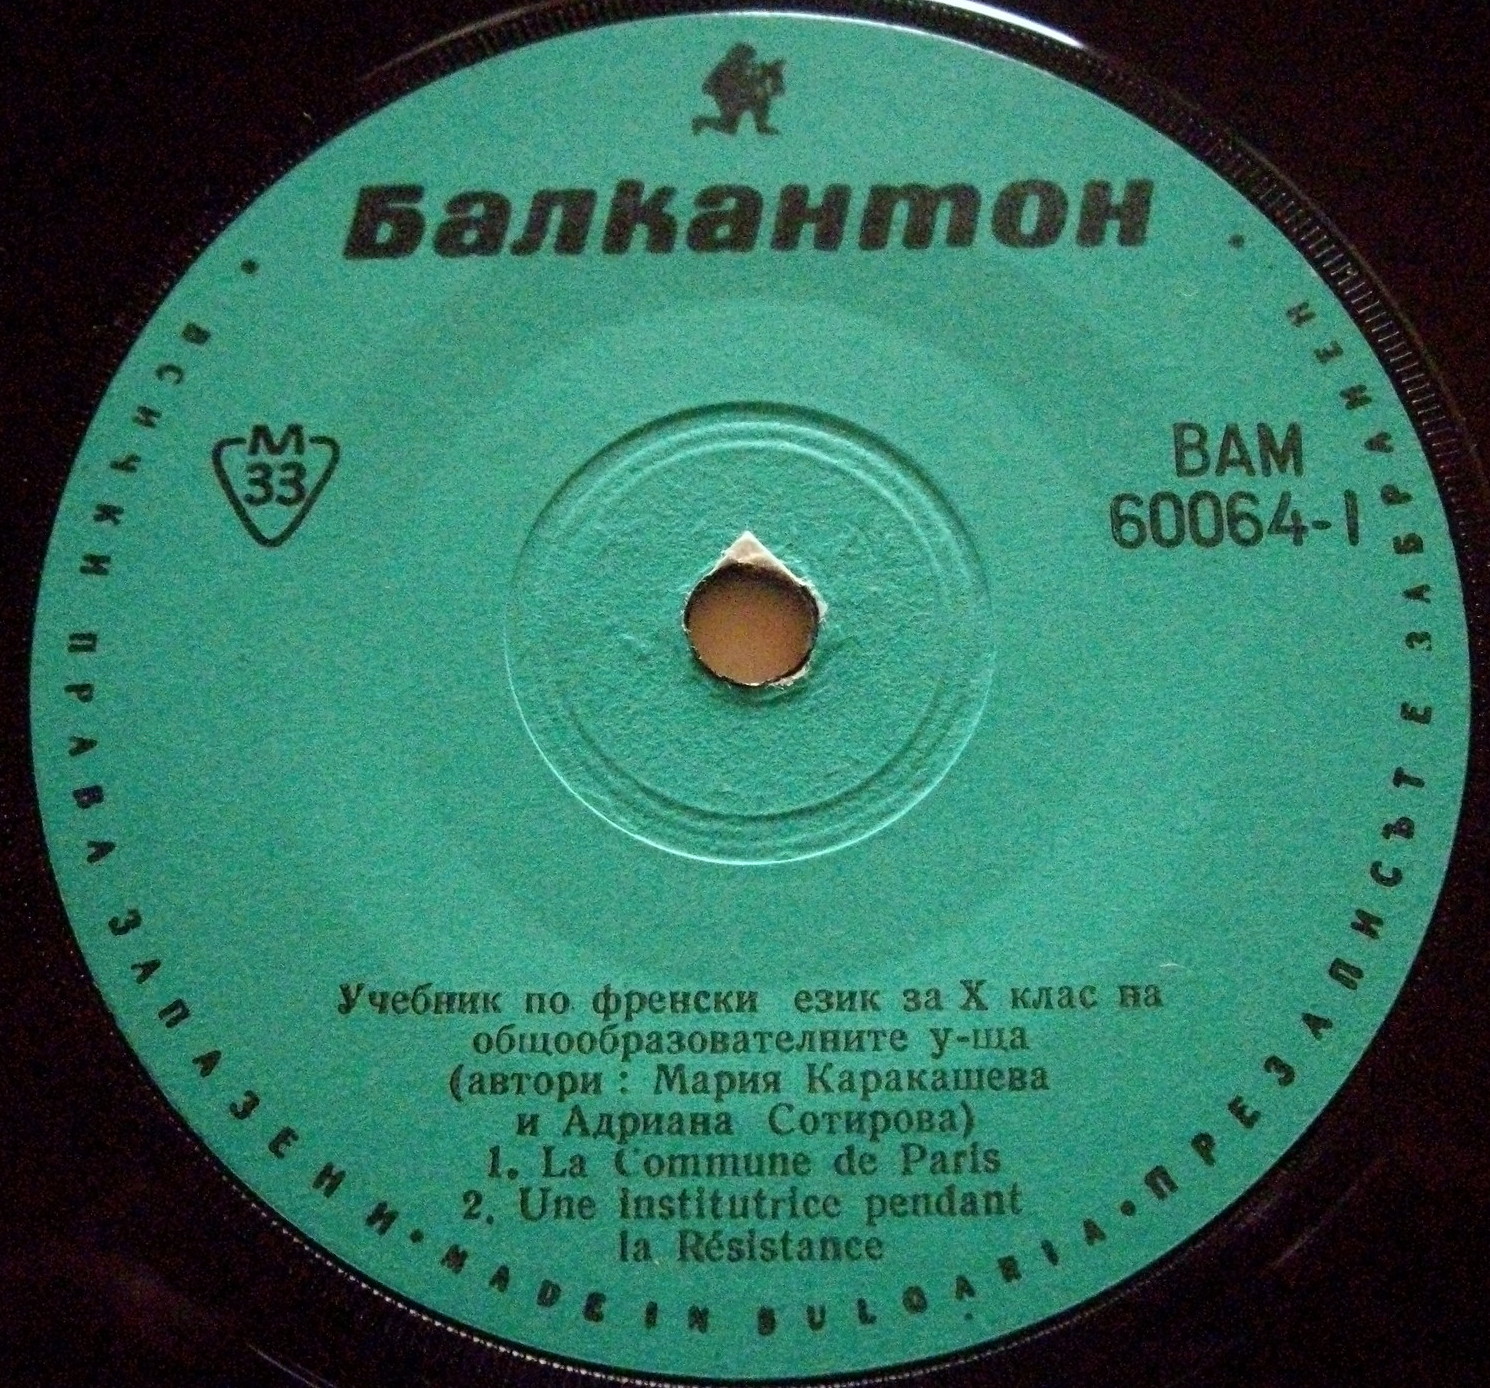 Балкантон
М
33
ВАМ
60064-1
Учебник по френски език за X клас на
общообразователните у-ща
(автори : Мария Каракашева
и Адриана Сотирова)
1. La Commune de Paris
2. Une institutrice pendant
la Résistance
• ВСИЧКИ ПРАВА ЗАПАЗЕНИ • MADE IN BULGARIA • ПРЕЗАПИСЪТ Е ЗАБРАНЕН •